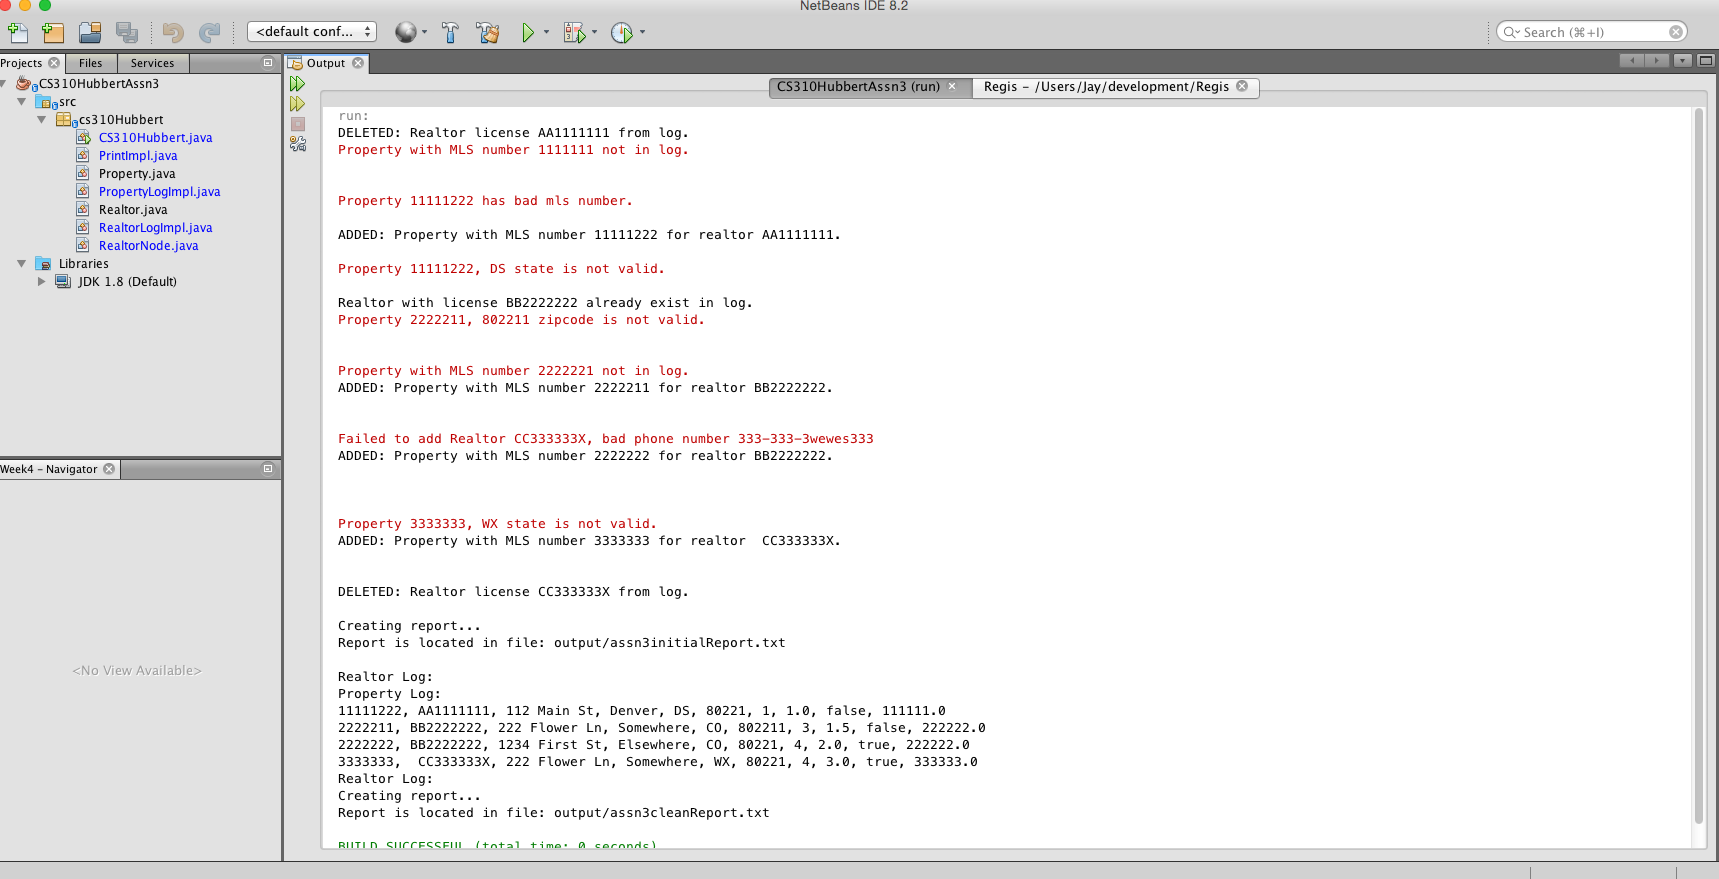 NetBeans IDE 8.2
<default conf...
Search (⌘+I)
Projects
Files
Services
Output
CS310HubbertAssn3
src
cs310Hubbert
CS310Hubbert.java
PrintImpl.java
Property.java
PropertyLogImpl.java
Realtor.java
RealtorLogImpl.java
RealtorNode.java
Libraries
JDK 1.8 (Default)
Week4 - Navigator
<No View Available>
CS310HubbertAssn3 (run)
Regis - /Users/Jay/development/Regis
run:
DELETED: Realtor license AA1111111 from log.
Property with MLS number 1111111 not in log.
Property 11111222 has bad mls number.
ADDED: Property with MLS number 11111222 for realtor AA1111111.
Property 11111222, DS state is not valid.
Realtor with license BB2222222 already exist in log.
Property 2222211, 802211 zipcode is not valid.
Property with MLS number 2222221 not in log.
ADDED: Property with MLS number 2222211 for realtor BB2222222.
Failed to add Realtor CC333333X, bad phone number 333-333-3wewes333
ADDED: Property with MLS number 2222222 for realtor BB2222222.
Property 3333333, WX state is not valid.
ADDED: Property with MLS number 3333333 for realtor  CC333333X.
DELETED: Realtor license CC333333X from log.
Creating report...
Report is located in file: output/assn3initialReport.txt
Realtor Log:
Property Log:
11111222, AA1111111, 112 Main St, Denver, DS, 80221, 1, 1.0, false, 111111.0
2222211, BB2222222, 222 Flower Ln, Somewhere, CO, 802211, 3, 1.5, false, 222222.0
2222222, BB2222222, 1234 First St, Elsewhere, CO, 80221, 4, 2.0, true, 222222.0
3333333,  CC333333X, 222 Flower Ln, Somewhere, WX, 80221, 4, 3.0, true, 333333.0
Realtor Log:
Creating report...
Report is located in file: output/assn3cleanReport.txt
BUILD SUCCESSFUL (total time: 0 seconds)